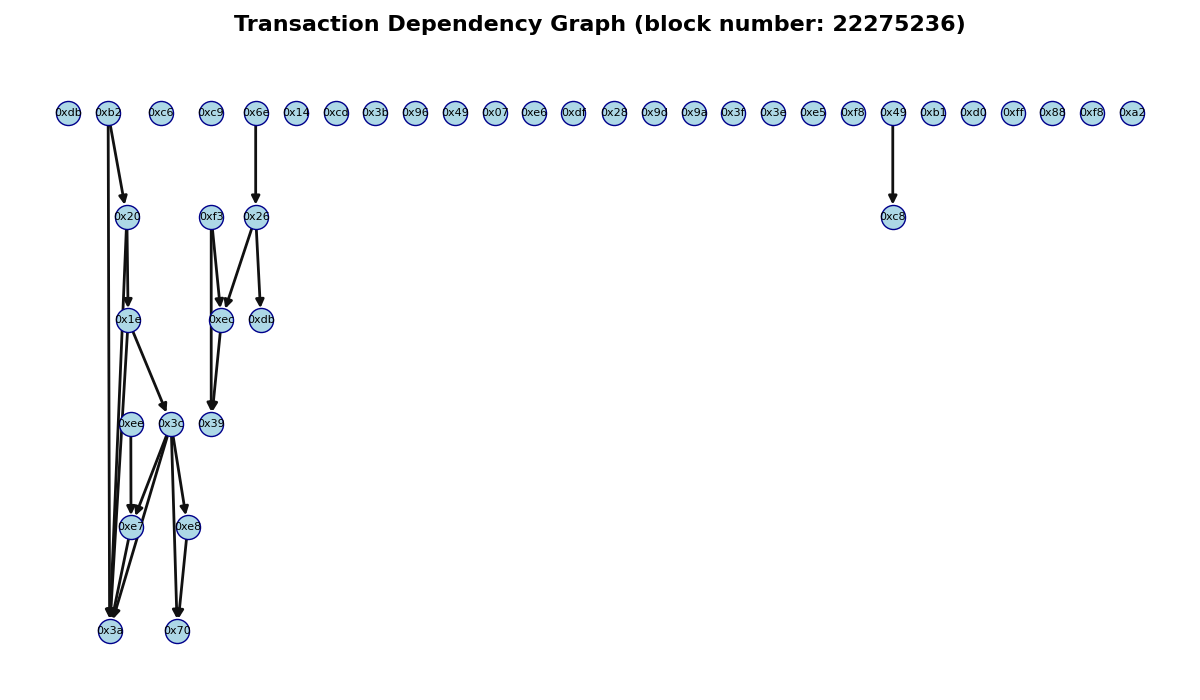 Transaction Dependency Graph (block number: 22275236)
0xdb 0xb2 0xc6 0xc9 0x6e 0x14 0xcd 0x3b 0x96 0x49 0x07 0xe6 0xdf 0x28 0x9d 0x9a 0x3f 0x3e 0xe5 0xf8 0x49 0xb1 0xd0 0xff 0x88 0xf8 0xa2
0x20 0xf3 0x26 0xc8
0x1e 0xec 0xdb
0xee 0x3c 0x39
0xe7 0xe8
0x3a 0x70